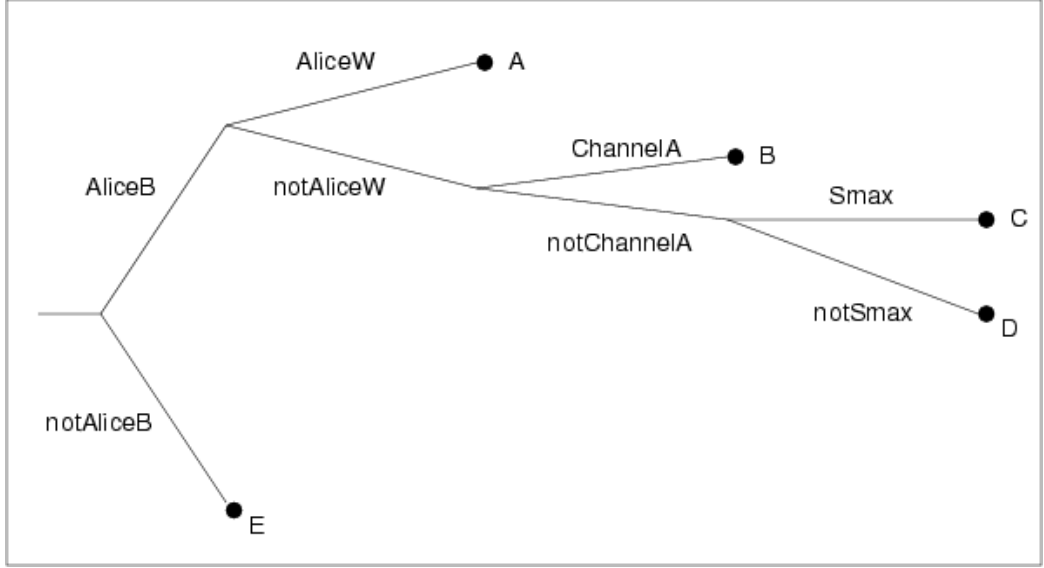 AliceW
A
ChannelA
B
AliceB
notAliceW
Smax
C
notChannelA
notSmax
D
notAliceB
E